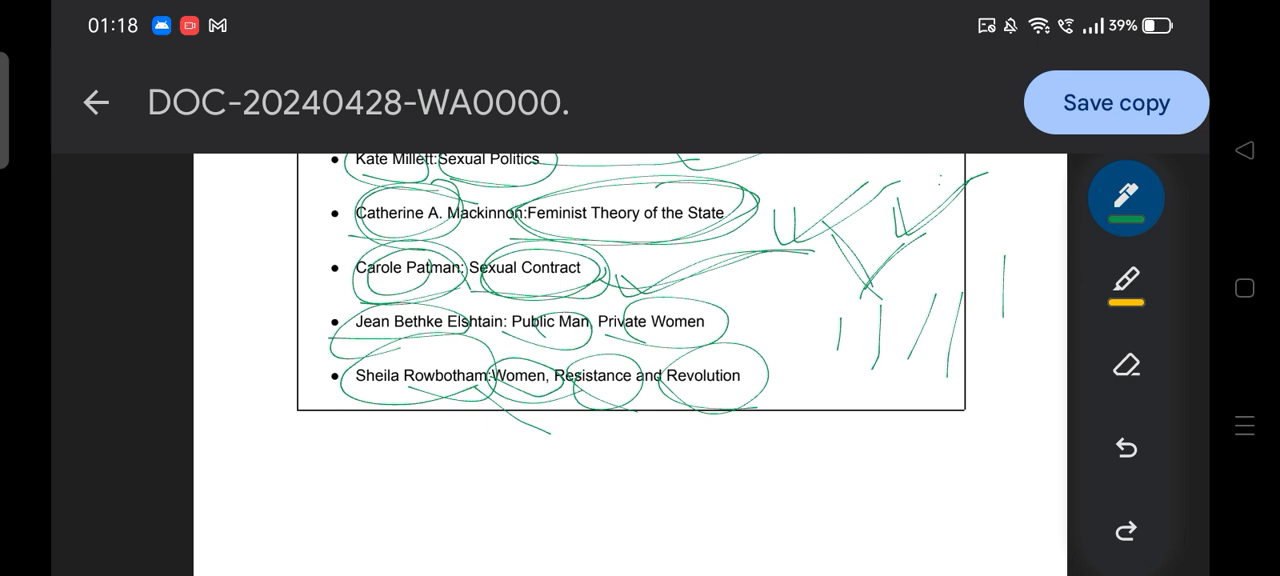 01:18
39%
DOC-20240428-WA0000.
Save copy
• Kate Millett:Sexual Politics
• Catherine A. Mackinnon:Feminist Theory of the State
• Carole Patman: Sexual Contract
• Jean Bethke Elshtain: Public Man, Private Women
• Sheila Rowbotham:Women, Resistance and Revolution